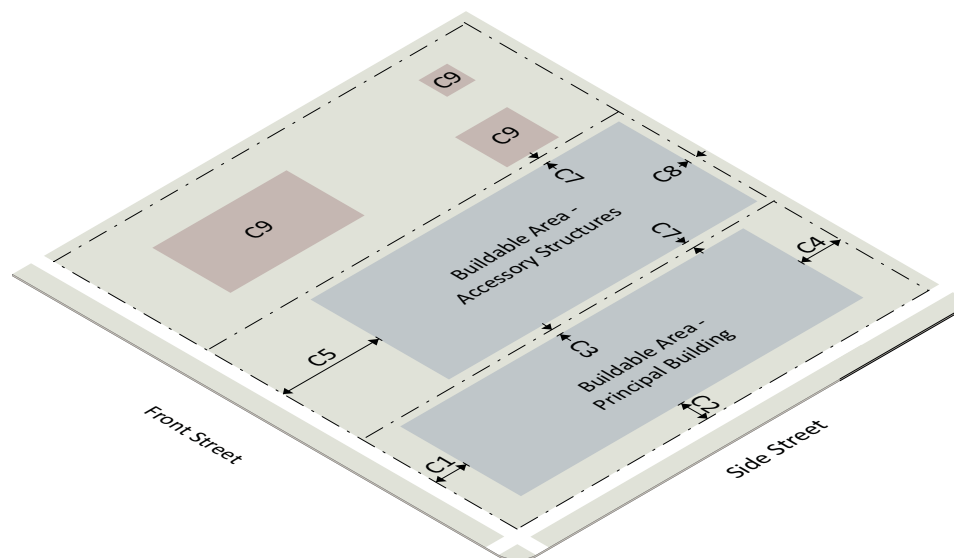 C9
C9
C7
C8
C9
Buildable Area -
Accessory Structures
C7
C4
C5
C3
Buildable Area -
Principal Building
C2
C1
Front Street
Side Street